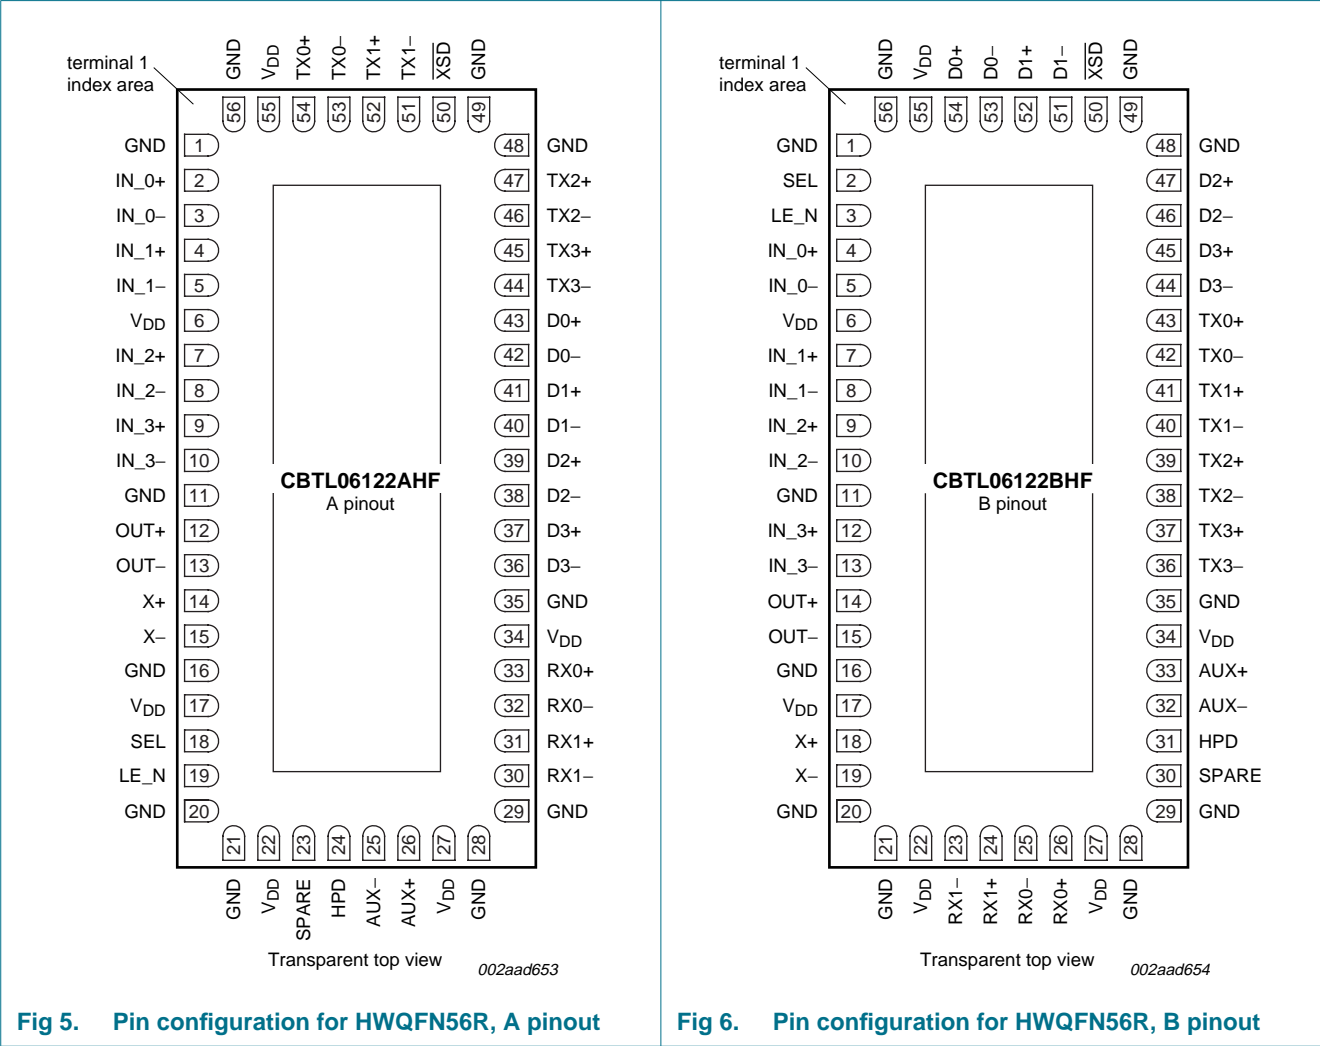 terminal 1
index area
GND
VDD
TX0+
TX0−
TX1+
TX1−
XSD
GND
56
55
54
53
52
51
50
49
GND 1
IN_0+ 2
IN_0− 3
IN_1+ 4
IN_1− 5
VDD 6
IN_2+ 7
IN_2− 8
IN_3+ 9
IN_3− 10
GND 11
OUT+ 12
OUT− 13
X+ 14
X− 15
GND 16
VDD 17
SEL 18
LE_N 19
GND 20
48 GND
47 TX2+
46 TX2−
45 TX3+
44 TX3−
43 D0+
42 D0−
41 D1+
40 D1−
39 D2+
38 D2−
37 D3+
36 D3−
35 GND
34 VDD
33 RX0+
32 RX0−
31 RX1+
30 RX1−
29 GND
CBTL06122AHF
A pinout
21
22
23
24
25
26
27
28
GND
VDD
SPARE
HPD
AUX−
AUX+
VDD
GND
Transparent top view
002aad653
Fig 5. Pin configuration for HWQFN56R, A pinout
terminal 1
index area
GND
VDD
D0+
D0−
D1+
D1−
XSD
GND
56
55
54
53
52
51
50
49
GND 1
SEL 2
LE_N 3
IN_0+ 4
IN_0− 5
VDD 6
IN_1+ 7
IN_1− 8
IN_2+ 9
IN_2− 10
GND 11
IN_3+ 12
IN_3− 13
OUT+ 14
OUT− 15
GND 16
VDD 17
X+ 18
X− 19
GND 20
48 GND
47 D2+
46 D2−
45 D3+
44 D3−
43 TX0+
42 TX0−
41 TX1+
40 TX1−
39 TX2+
38 TX2−
37 TX3+
36 TX3−
35 GND
34 VDD
33 AUX+
32 AUX−
31 HPD
30 SPARE
29 GND
CBTL06122BHF
B pinout
21
22
23
24
25
26
27
28
GND
VDD
RX1−
RX1+
RX0−
RX0+
VDD
GND
Transparent top view
002aad654
Fig 6. Pin configuration for HWQFN56R, B pinout